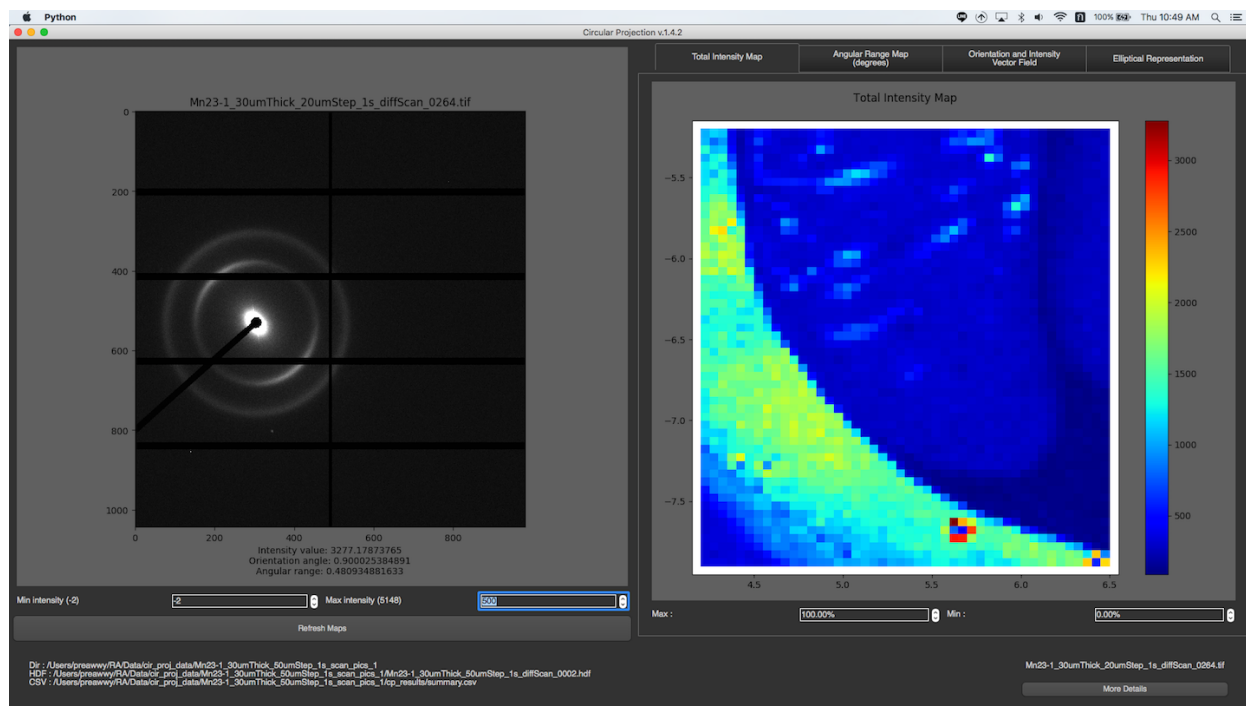 Python
100%
Thu 10:49 AM
Circular Projection v.1.4.2
Mn23-1_30umThick_20umStep_1s_diffScan_0264.tif
0
200
400
600
800
1000
0 200 400 600 800
Intensity value: 3277.17873765
Orientation angle: 0.900025384891
Angular range: 0.480934881633
Min intensity (-2)
-2
Max intensity (5148)
500
Refresh Maps
Total Intensity Map
Angular Range Map
(degrees)
Orientation and Intensity
Vector Field
Elliptical Representation
Total Intensity Map
−5.5
−6.0
−6.5
−7.0
−7.5
4.5 5.0 5.5 6.0 6.5
3000
2500
2000
1500
1000
500
Max :
100.00%
Min :
0.00%
Dir : /Users/preawwy/RA/Data/cir_proj_data/Mn23-1_30umThick_50umStep_1s_scan_pics_1
HDF : /Users/preawwy/RA/Data/cir_proj_data/Mn23-1_30umThick_50umStep_1s_scan_pics_1/Mn23-1_30umThick_50umStep_1s_diffScan_0002.hdf
CSV : /Users/preawwy/RA/Data/cir_proj_data/Mn23-1_30umThick_50umStep_1s_scan_pics_1/cp_results/summary.csv
Mn23-1_30umThick_20umStep_1s_diffScan_0264.tif
More Details